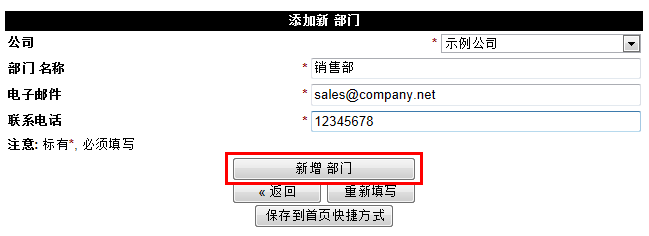 添加新 部门
公司 * 示例公司
部门 名称 * 销售部
电子邮件 * sales@company.net
联系电话 * 12345678
注意: 标有*, 必须填写
新增 部门
« 返回 重新填写
保存到首页快捷方式